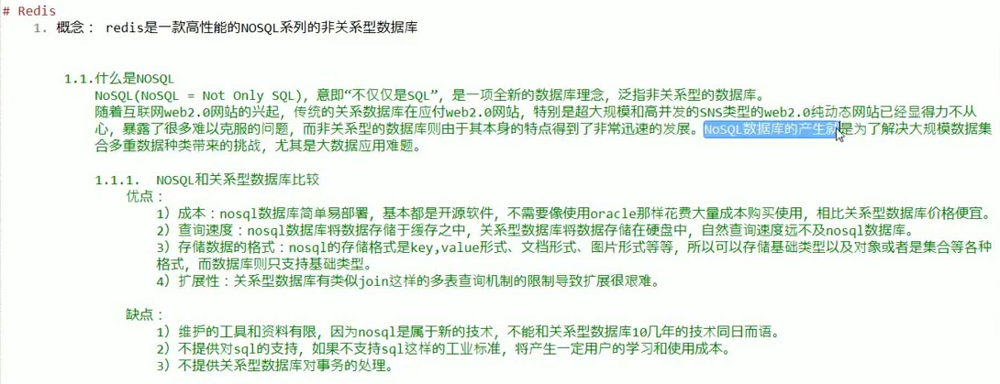 # Redis
1. 概念： redis是一款高性能的NOSQL系列的非关系型数据库
1.1.什么是NOSQL
NoSQL(NoSQL = Not Only SQL)，意即“不仅仅是SQL”，是一项全新的数据库理念，泛指非关系型的数据库。
随着互联网web2.0网站的兴起，传统的关系数据库在应付web2.0网站，特别是超大规模和高并发的SNS类型的web2.0纯动态网站已经显得力不从
心，暴露了很多难以克服的问题，而非关系型的数据库则由于其本身的特点得到了非常迅速的发展。NoSQL数据库的产生就是为了解决大规模数据集
合多重数据种类带来的挑战，尤其是大数据应用难题。
1.1.1. NOSQL和关系型数据库比较
优点：
1）成本：nosql数据库简单易部署，基本都是开源软件，不需要像使用oracle那样花费大量成本购买使用，相比关系型数据库价格便宜。
2）查询速度：nosql数据库将数据存储于缓存之中，关系型数据库将数据存储在硬盘中，自然查询速度远不及nosql数据库。
3）存储数据的格式：nosql的存储格式是key,value形式、文档形式、图片形式等等，所以可以存储基础类型以及对象或者是集合等各种
格式，而数据库则只支持基础类型。
4）扩展性：关系型数据库有类似join这样的多表查询机制的限制导致扩展很艰难。
缺点：
1）维护的工具和资料有限，因为nosql是属于新的技术，不能和关系型数据库10几年的技术同日而语。
2）不提供对sql的支持，如果不支持sql这样的工业标准，将产生一定用户的学习和使用成本。
3）不提供关系型数据库对事务的处理。